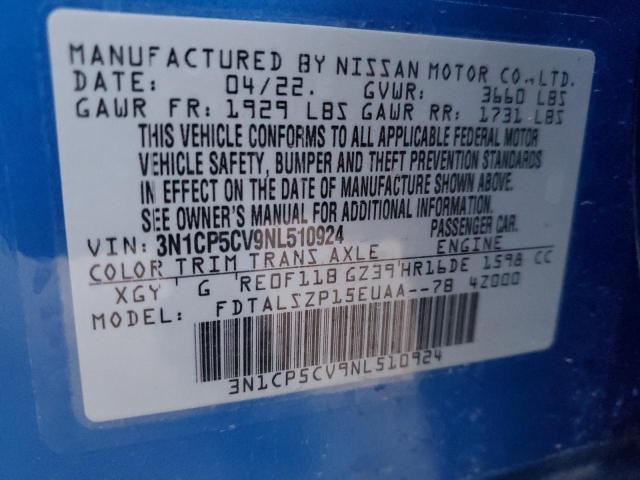 MANUFACTURED BY NISSAN MOTOR CO.,LTD.
DATE: 04/22. GVWR: 3660 LBS
GAWR FR: 1929 LBS GAWR RR: 1731 LBS
THIS VEHICLE CONFORMS TO ALL APPLICABLE FEDERAL MOTOR
VEHICLE SAFETY, BUMPER AND THEFT PREVENTION STANDARDS
IN EFFECT ON THE DATE OF MANUFACTURE SHOWN ABOVE.
SEE OWNER'S MANUAL FOR ADDITIONAL INFORMATION.
VIN: 3N1CP5CV9NL510924 PASSENGER CAR.
COLOR TRIM TRANS AXLE ENGINE
XGY G RE0F11B GZ39 HR16DE 1598 CC
FDTALSZP15EUAA--7B 4Z000
3N1CP5CV9NL510924